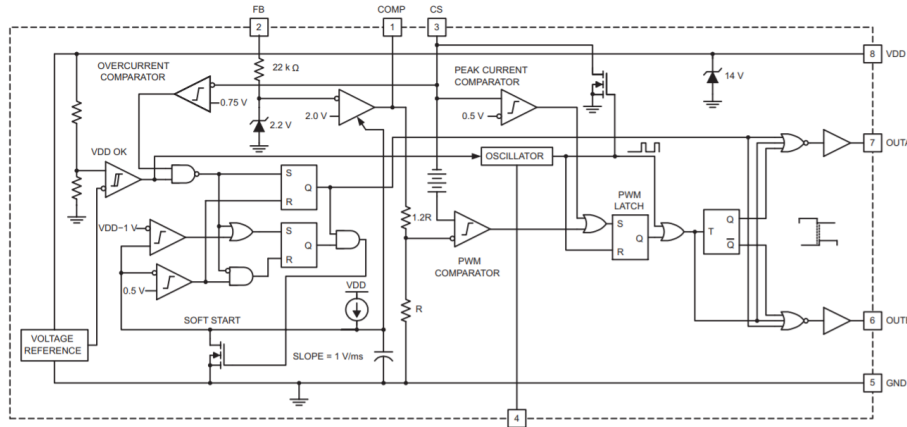 FB
COMP
CS
2
1
3
8
VDD
OVERCURRENT
COMPARATOR
22 kΩ
PEAK CURRENT
COMPARATOR
14 V
0.75 V
2.2 V
2.0 V
0.5 V
VDD OK
OSCILLATOR
7
OUTA
S
Q
R
1.2R
PWM
LATCH
VDD−1 V
S
Q
R
S
Q
R
T
Q
Q
PWM
COMPARATOR
0.5 V
VDD
R
SOFT START
VOLTAGE
REFERENCE
SLOPE = 1 V/ms
6
5
GND
4